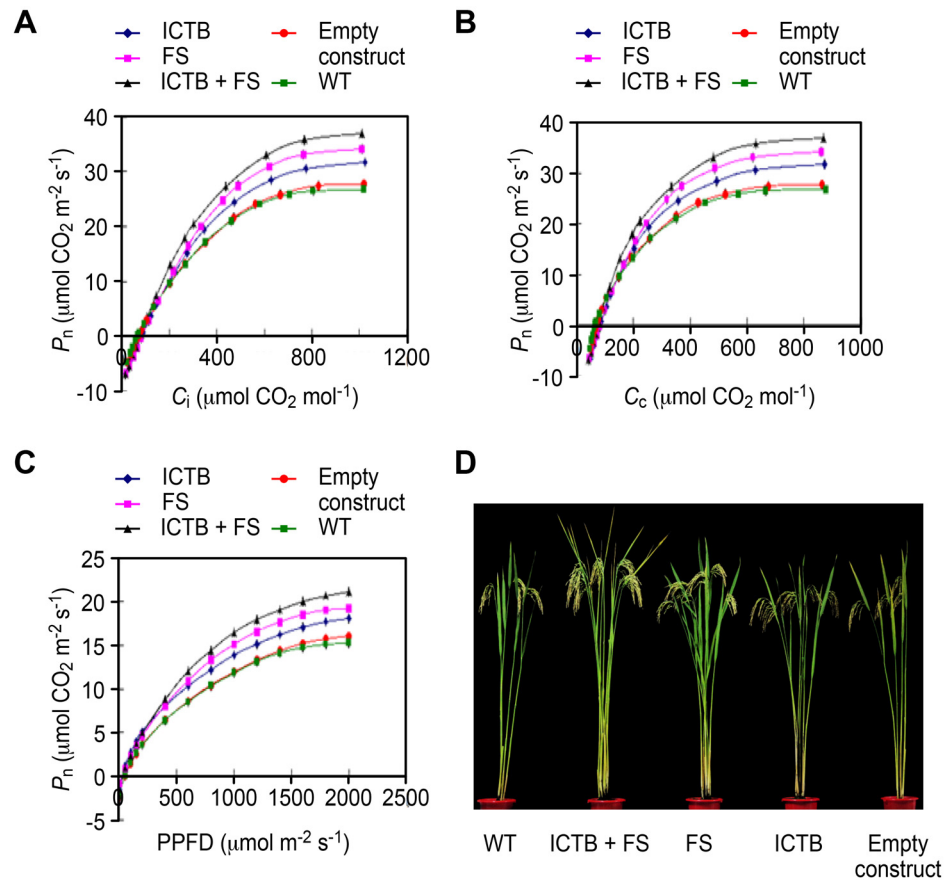 A
ICTB
FS
ICTB + FS
Empty
construct
WT
40
30
20
10
0
-10
0
400
800
1200
Pn (μmol CO2 m-2 s-1)
Ci (μmol CO2 mol-1)
B
ICTB
FS
ICTB + FS
Empty
construct
WT
40
30
20
10
0
-10
0
200
400
600
800
1000
Pn (μmol CO2 m-2 s-1)
Cc (μmol CO2 mol-1)
C
ICTB
FS
ICTB + FS
Empty
construct
WT
25
20
15
10
5
0
-5
0
500
1000
1500
2000
2500
Pn (μmol CO2 m-2 s-1)
PPFD (μmol m-2 s-1)
D
WT
ICTB + FS
FS
ICTB
Empty
construct